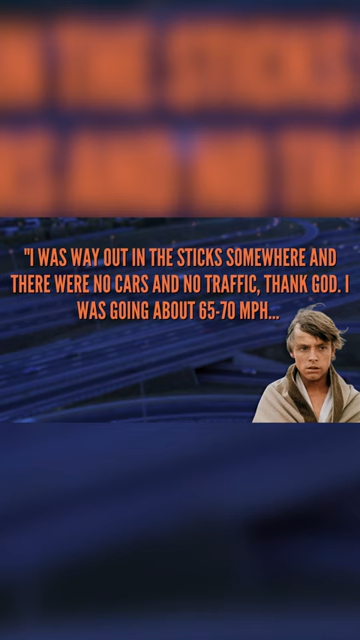 "I WAS WAY OUT IN THE STICKS SOMEWHERE AND
THERE WERE NO CARS AND NO TRAFFIC, THANK GOD. I
WAS GOING ABOUT 65-70 MPH...